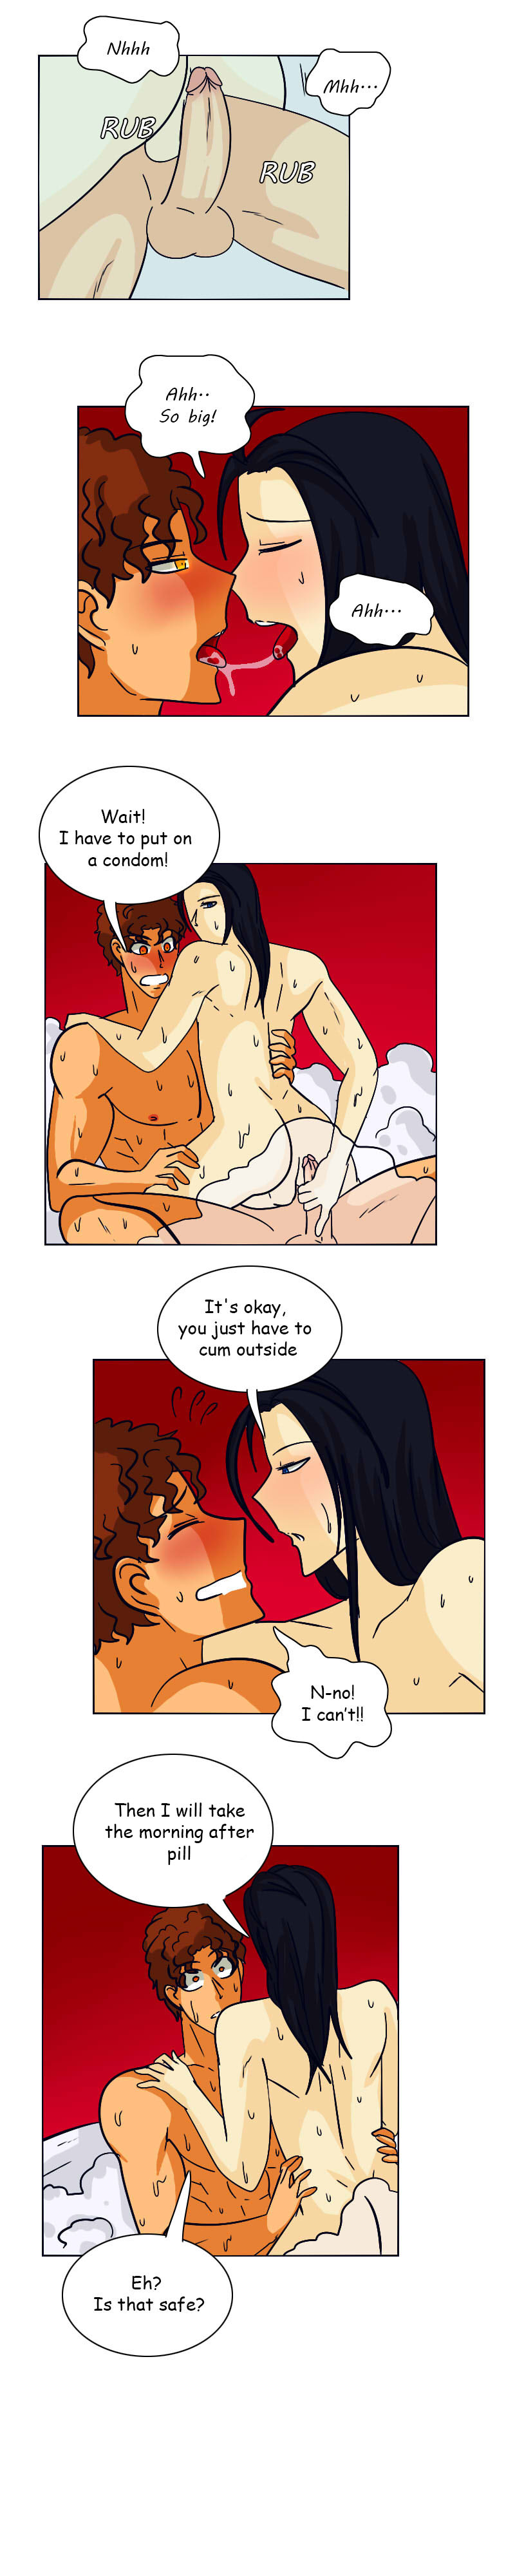 Nhhh
Mhh...
RUB
RUB
Ahh..
So big!
Ahh...
Wait!
I have to put on
a condom!
It's okay,
you just have to
cum outside
N-no!
I can't!!
Then I will take
the morning after
pill
Eh?
Is that safe?